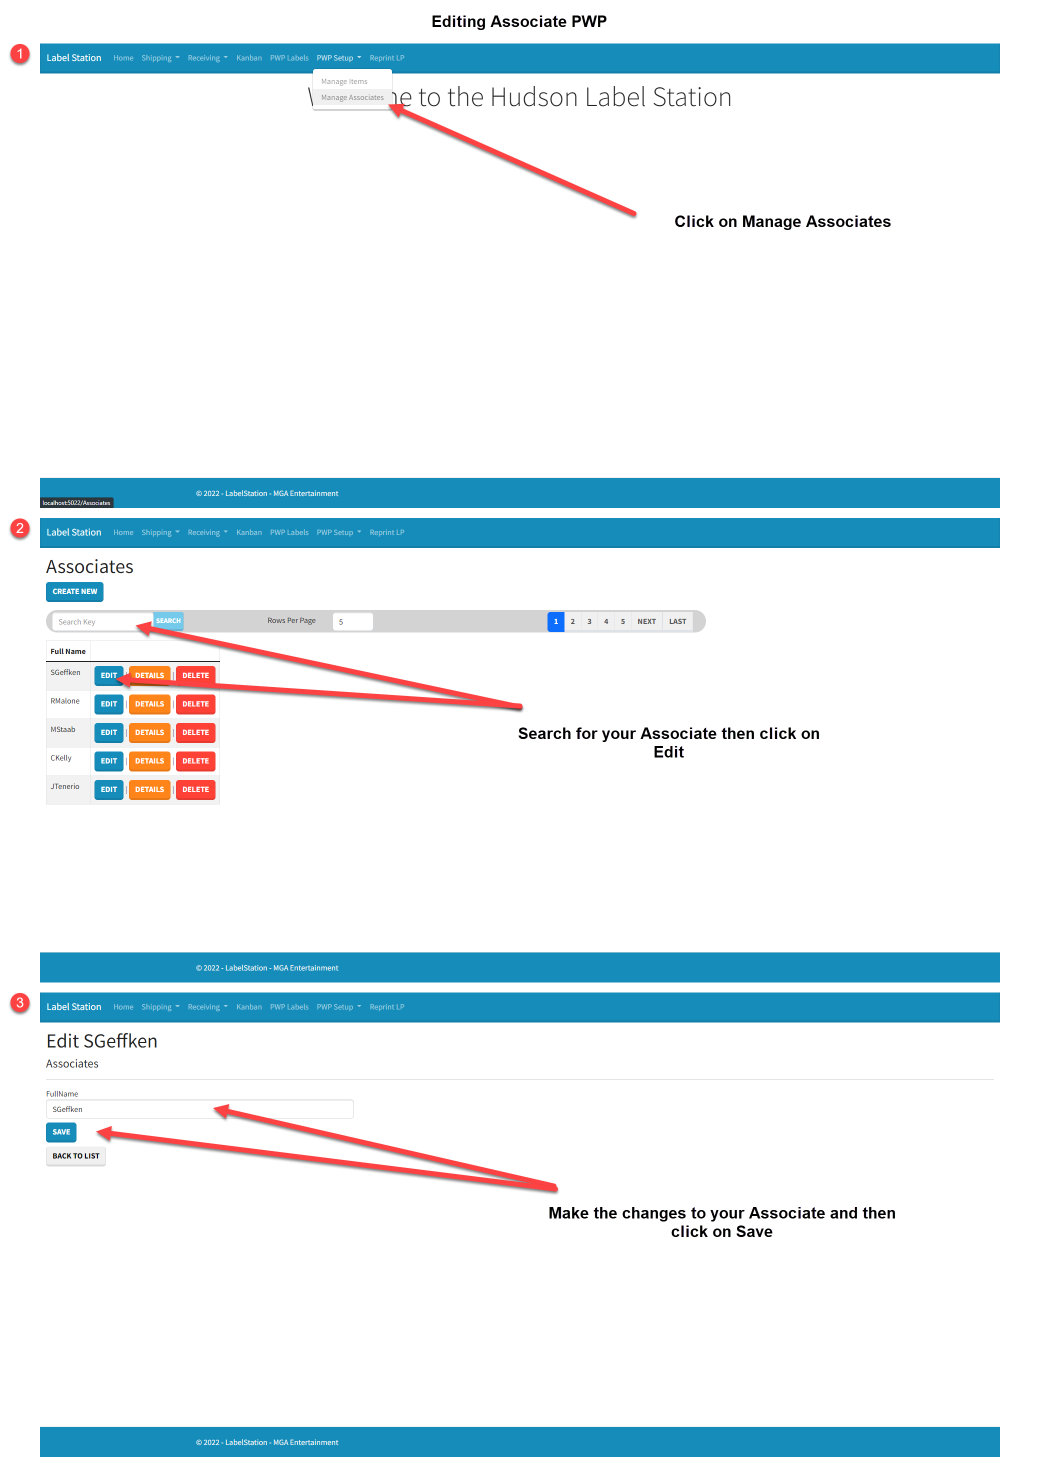 Editing Associate PWP
1
Label Station Home Shipping Receiving Kanban PWP Labels PWP Setup Reprint LP
Manage Items
Manage Associates
to the Hudson Label Station
Click on Manage Associates
© 2022 - LabelStation - MGA Entertainment
localhost:5022/Associates
2
Label Station Home Shipping Receiving Kanban PWP Labels PWP Setup Reprint LP
Associates
CREATE NEW
Search Key SEARCH Rows Per Page 5 1 2 3 4 5 NEXT LAST
Full Name
SGeffken EDIT | DETAILS | DELETE
RMalone EDIT | DETAILS | DELETE
MStaab EDIT | DETAILS | DELETE
CKelly EDIT | DETAILS | DELETE
JTenerio EDIT | DETAILS | DELETE
Search for your Associate then click on
Edit
© 2022 - LabelStation - MGA Entertainment
3
Label Station Home Shipping Receiving Kanban PWP Labels PWP Setup Reprint LP
Edit SGeffken
Associates
FullName
SGeffken
SAVE
BACK TO LIST
Make the changes to your Associate and then
click on Save
© 2022 - LabelStation - MGA Entertainment